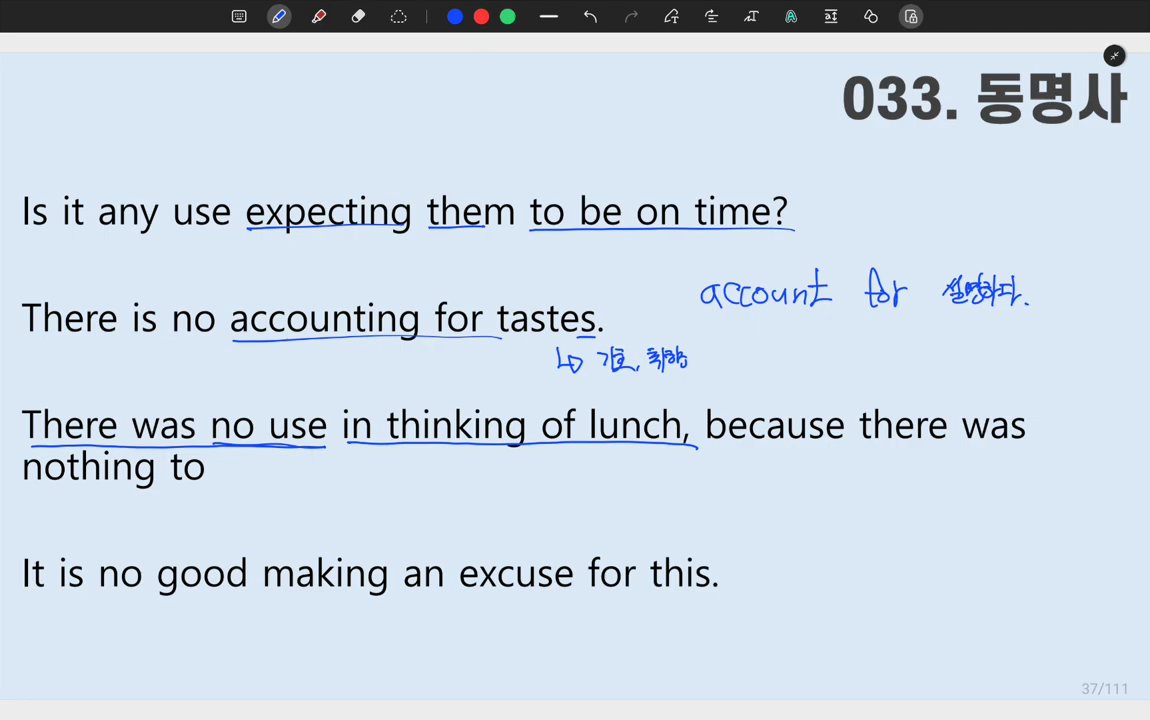 033. 동명사
Is it any use expecting them to be on time?
account for 설명하다.
There is no accounting for tastes.
↳ 기호, 취향
There was no use in thinking of lunch, because there was
nothing to
It is no good making an excuse for this.
37/111